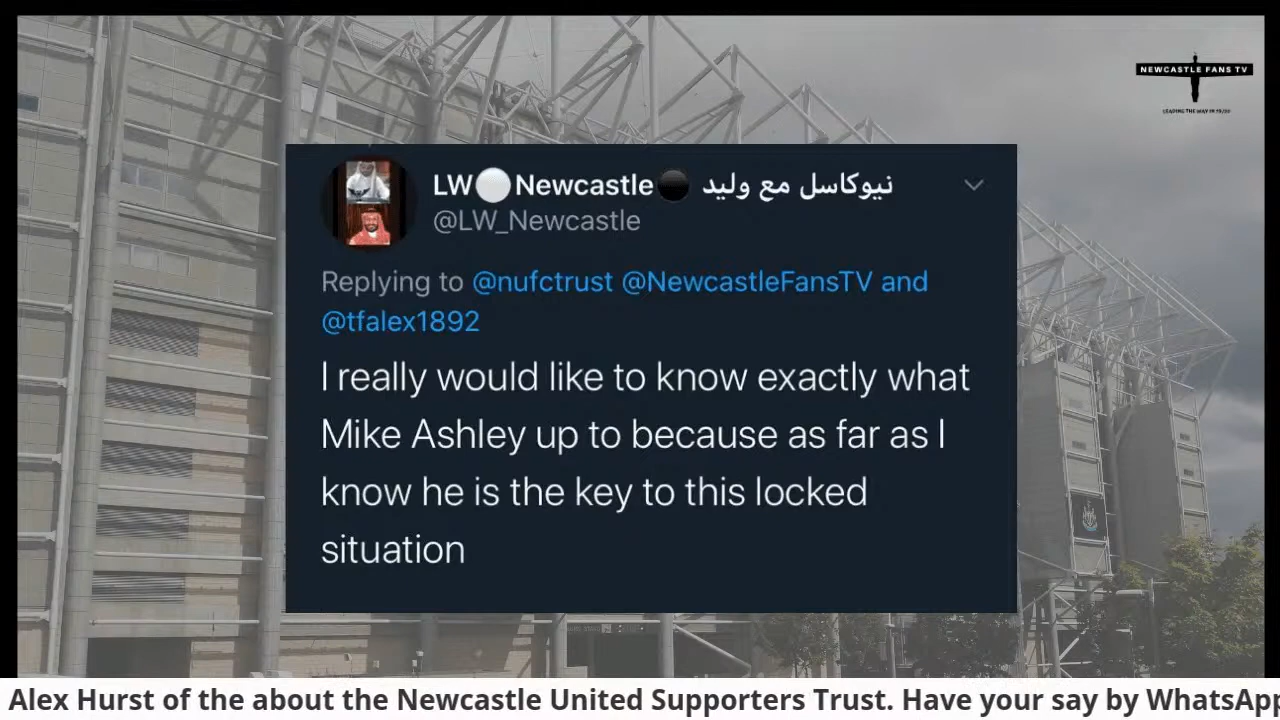 NEWCASTLE FANS TV
LW⚪Newcastle⚫ نيوكاسل مع وليد
@LW_Newcastle
Replying to @nufctrust @NewcastleFansTV and
@tfalex1892
I really would like to know exactly what
Mike Ashley up to because as far as I
know he is the key to this locked
situation
Alex Hurst of the about the Newcastle United Supporters Trust. Have your say by WhatsApp